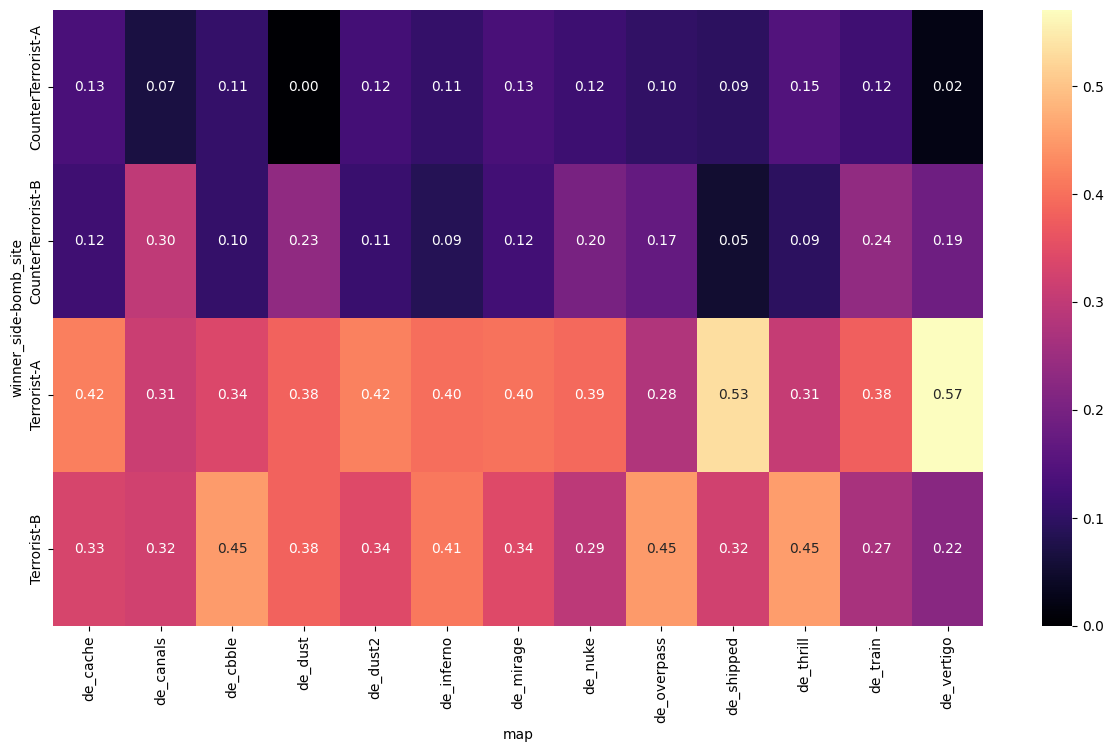 winner_side-bomb_site
CounterTerrorist-A
0.13 0.07 0.11 0.00 0.12 0.11 0.13 0.12 0.10 0.09 0.15 0.12 0.02
CounterTerrorist-B
0.12 0.30 0.10 0.23 0.11 0.09 0.12 0.20 0.17 0.05 0.09 0.24 0.19
Terrorist-A
0.42 0.31 0.34 0.38 0.42 0.40 0.40 0.39 0.28 0.53 0.31 0.38 0.57
Terrorist-B
0.33 0.32 0.45 0.38 0.34 0.41 0.34 0.29 0.45 0.32 0.45 0.27 0.22
de_cache de_canals de_cbble de_dust de_dust2 de_inferno de_mirage de_nuke de_overpass de_shipped de_thrill de_train de_vertigo
map
0.5
0.4
0.3
0.2
0.1
0.0